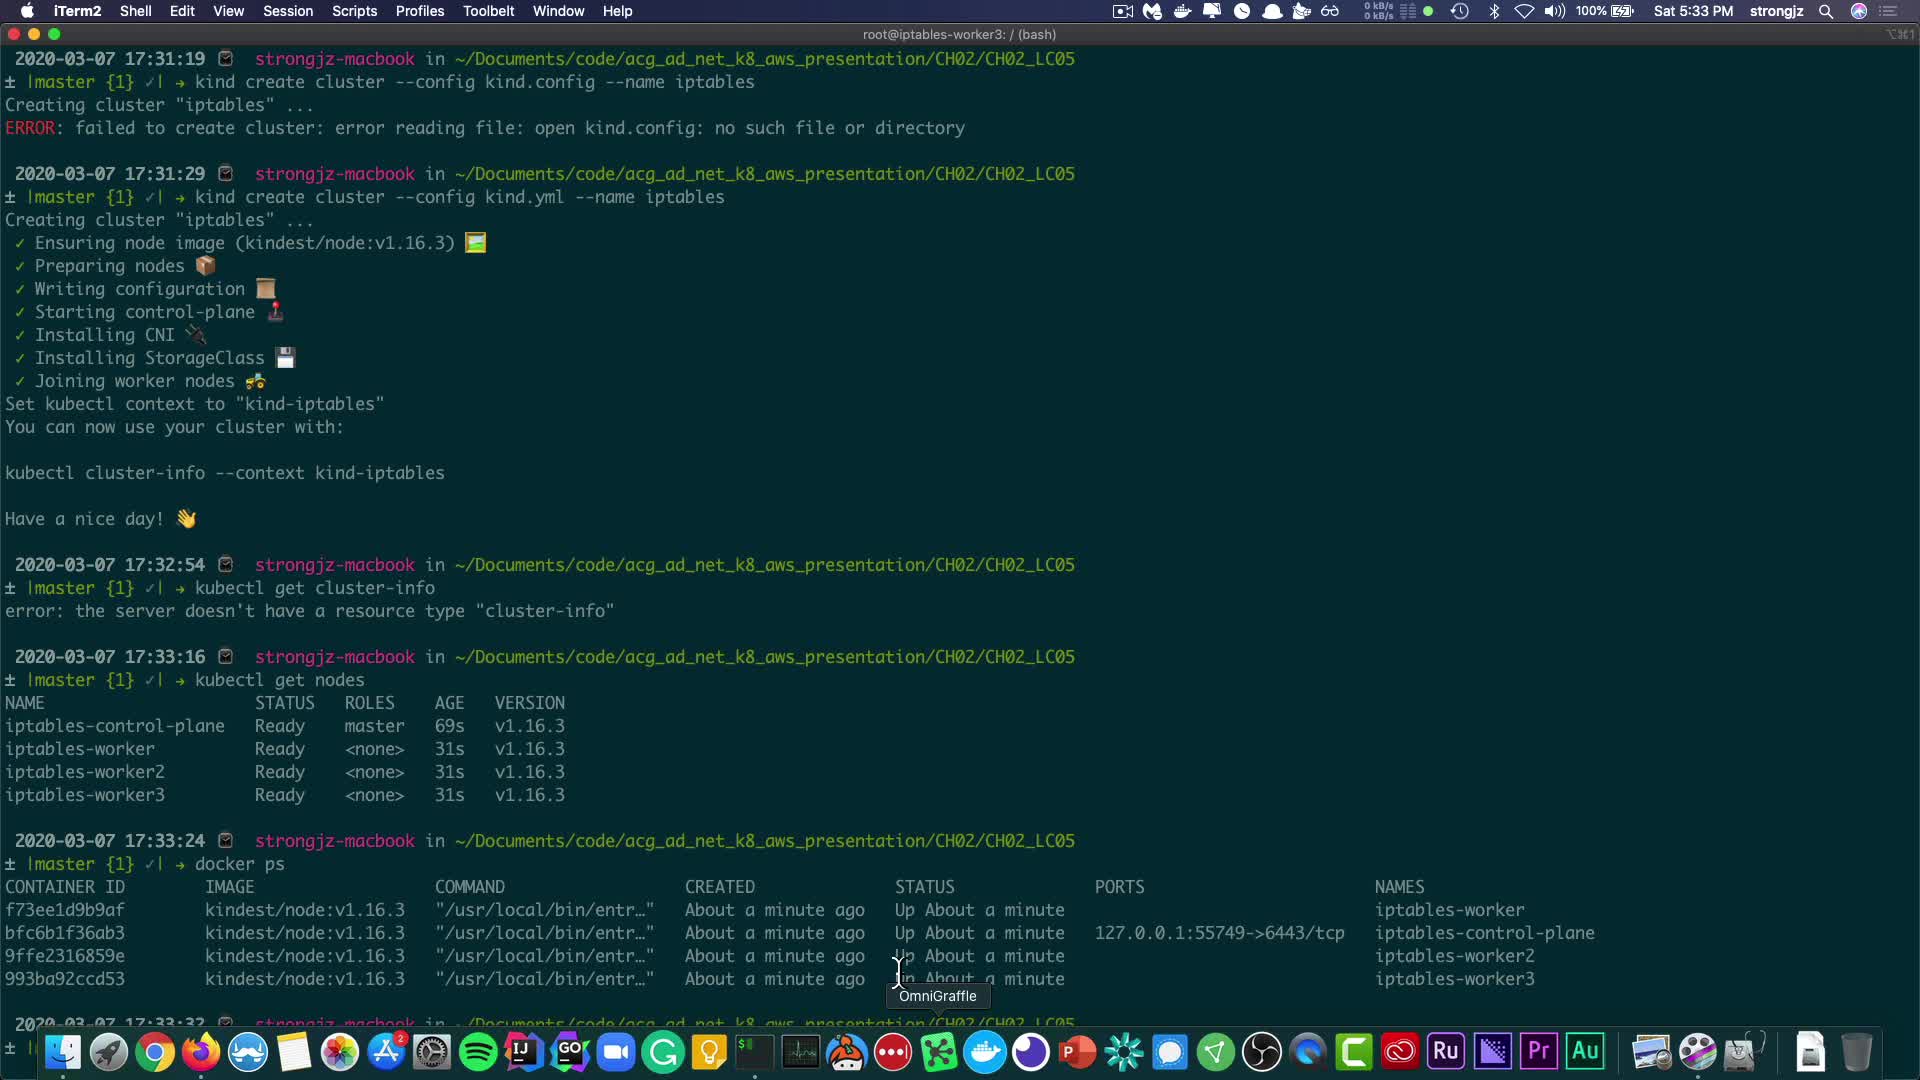 iTerm2 Shell Edit View Session Scripts Profiles Toolbelt Window Help 0 kB/s 0 kB/s 100% Sat 5:33 PM strongjz
root@iptables-worker3: / (bash) ⌥⌘1
2020-03-07 17:31:19 strongjz-macbook in ~/Documents/code/acg_ad_net_k8_aws_presentation/CH02/CH02_LC05
± |master {1} ✓| → kind create cluster --config kind.config --name iptables
Creating cluster "iptables" ...
ERROR: failed to create cluster: error reading file: open kind.config: no such file or directory
2020-03-07 17:31:29 strongjz-macbook in ~/Documents/code/acg_ad_net_k8_aws_presentation/CH02/CH02_LC05
± |master {1} ✓| → kind create cluster --config kind.yml --name iptables
Creating cluster "iptables" ...
✓ Ensuring node image (kindest/node:v1.16.3) 🖼
✓ Preparing nodes 📦
✓ Writing configuration 📜
✓ Starting control-plane 🕹
✓ Installing CNI 🔌
✓ Installing StorageClass 💾
✓ Joining worker nodes 🚜
Set kubectl context to "kind-iptables"
You can now use your cluster with:
kubectl cluster-info --context kind-iptables
Have a nice day! 👋
2020-03-07 17:32:54 strongjz-macbook in ~/Documents/code/acg_ad_net_k8_aws_presentation/CH02/CH02_LC05
± |master {1} ✓| → kubectl get cluster-info
error: the server doesn't have a resource type "cluster-info"
2020-03-07 17:33:16 strongjz-macbook in ~/Documents/code/acg_ad_net_k8_aws_presentation/CH02/CH02_LC05
± |master {1} ✓| → kubectl get nodes
NAME STATUS ROLES AGE VERSION
iptables-control-plane Ready master 69s v1.16.3
iptables-worker Ready <none> 31s v1.16.3
iptables-worker2 Ready <none> 31s v1.16.3
iptables-worker3 Ready <none> 31s v1.16.3
2020-03-07 17:33:24 strongjz-macbook in ~/Documents/code/acg_ad_net_k8_aws_presentation/CH02/CH02_LC05
± |master {1} ✓| → docker ps
CONTAINER ID IMAGE COMMAND CREATED STATUS PORTS NAMES
f73ee1d9b9af kindest/node:v1.16.3 "/usr/local/bin/entr…" About a minute ago Up About a minute iptables-worker
bfc6b1f36ab3 kindest/node:v1.16.3 "/usr/local/bin/entr…" About a minute ago Up About a minute 127.0.0.1:55749->6443/tcp iptables-control-plane
9ffe2316859e kindest/node:v1.16.3 "/usr/local/bin/entr…" About a minute ago Up About a minute iptables-worker2
993ba92ccd53 kindest/node:v1.16.3 "/usr/local/bin/entr…" About a minute ago Up About a minute iptables-worker3
OmniGraffle
2020-03-07 17:33:32 strongjz-macbook in ~/Documents/code/acg_ad_net_k8_aws_presentation/CH02/CH02_LC05
± |
2 IJ GO $ P Ru Pr Au